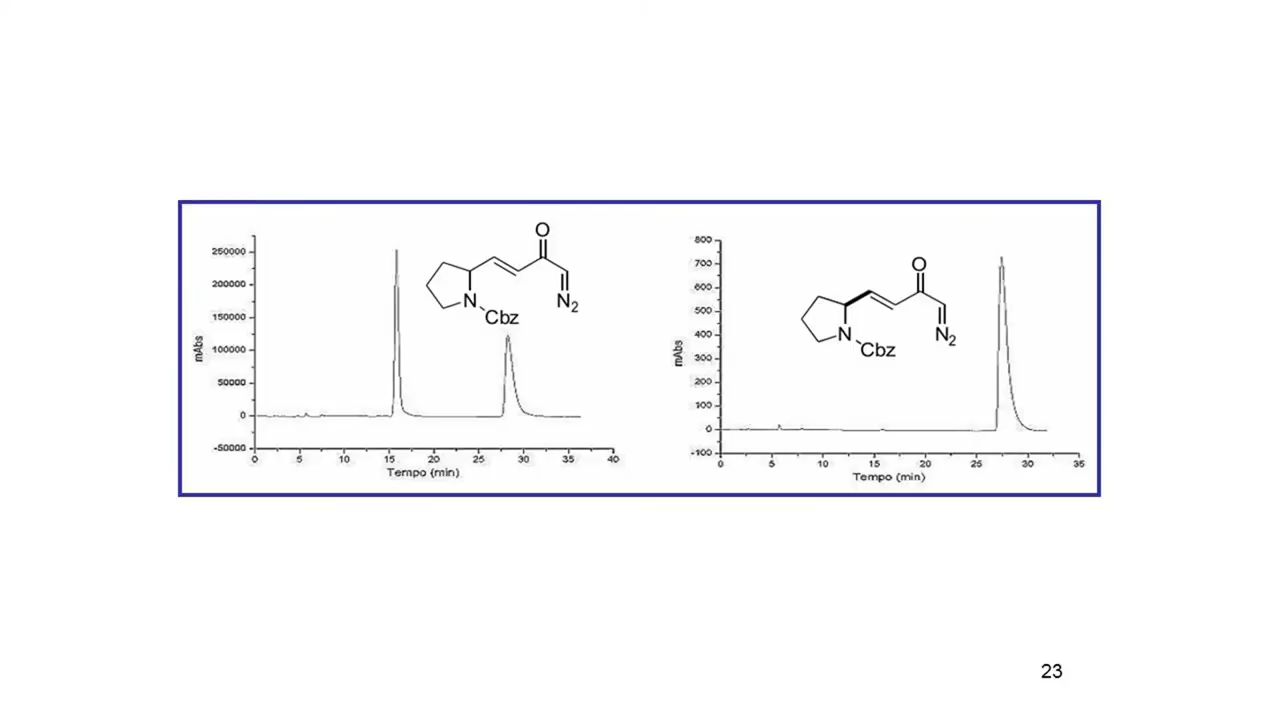 250000
200000
150000
100000
50000
0
-50000
mAbs
0 5 10 15 20 25 30 35 40
Tempo (min)
O
N2
N
Cbz
800
700
600
500
400
300
200
100
0
-100
mAbs
0 5 10 15 20 25 30 35
Tempo (min)
O
N2
N
Cbz
23